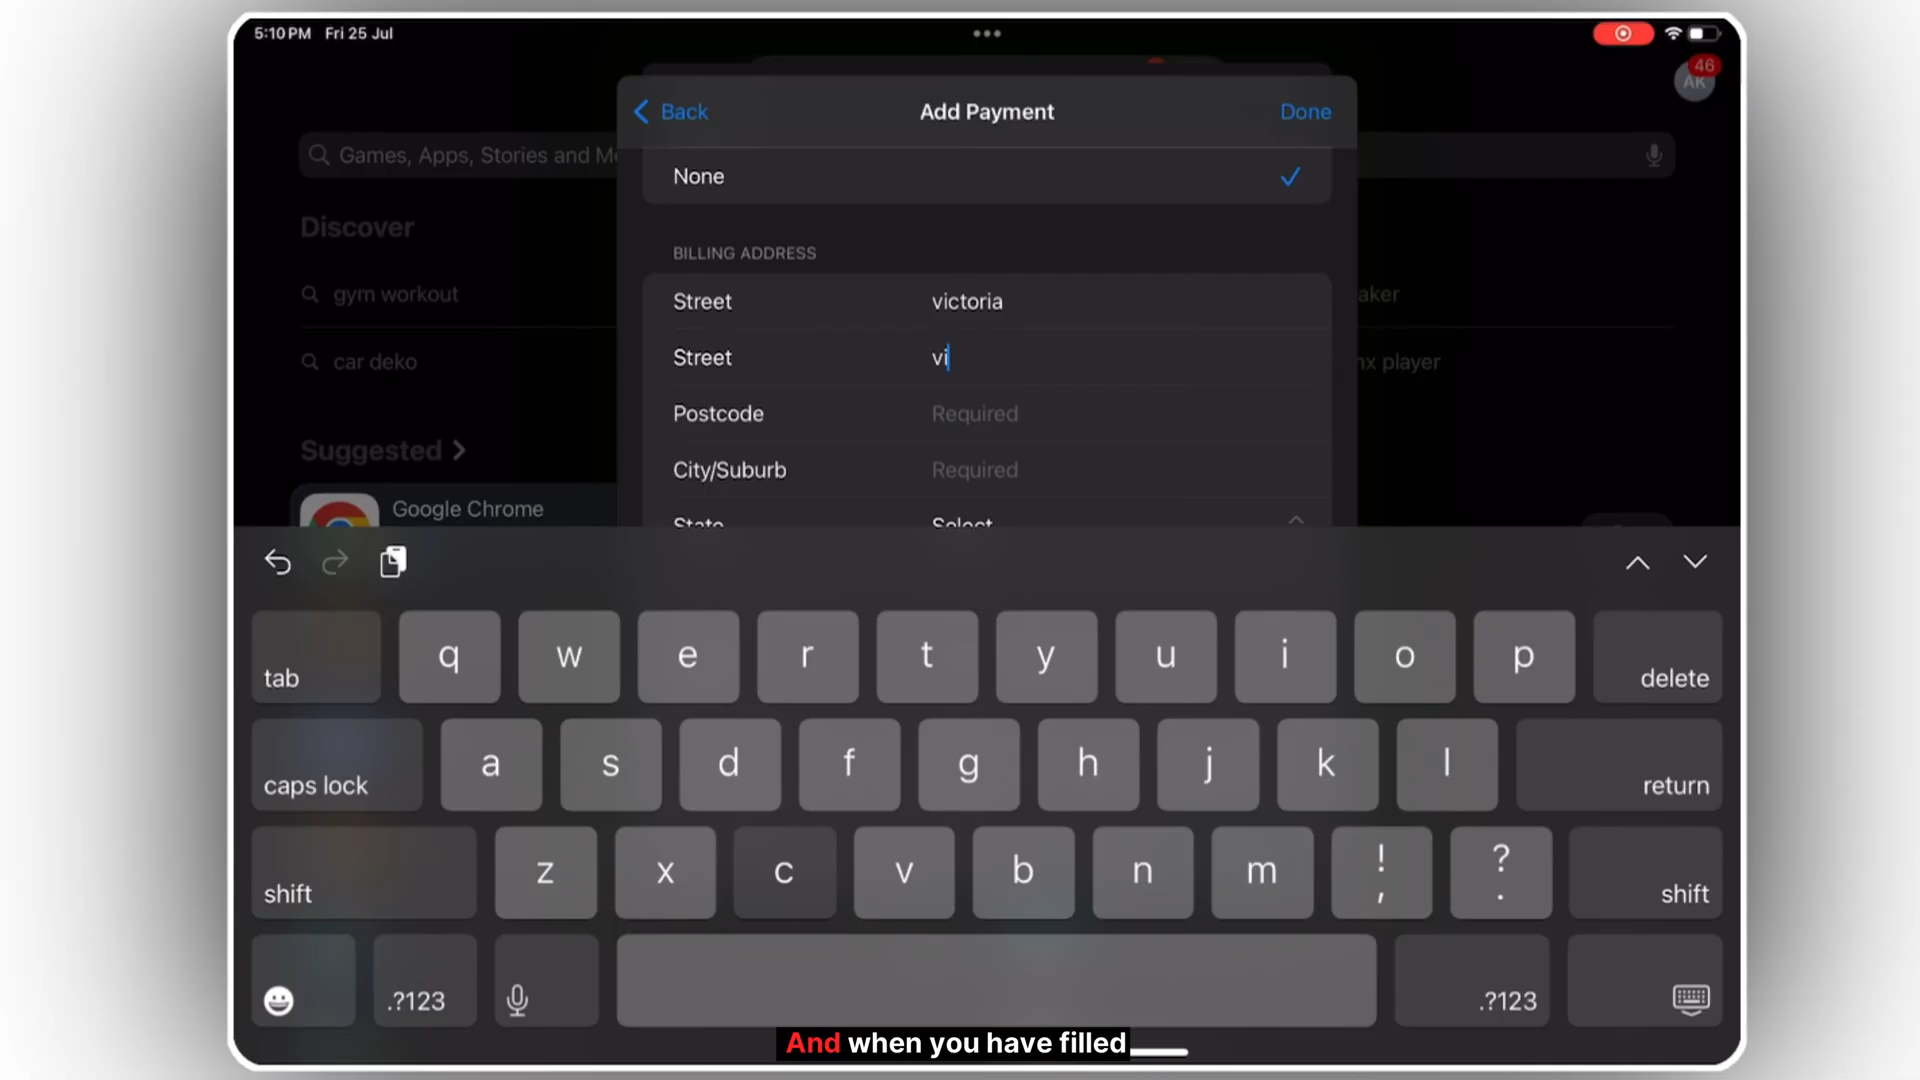 5:10 PM Fri 25 Jul
46
AK
Back Add Payment Done
Games, Apps, Stories and Mo
None
Discover
BILLING ADDRESS
gym workout
Street victoria
aker
Street vi
car deko
nx player
Postcode Required
Suggested
City/Suburb Required
Google Chrome
State Select
tab q w e r t y u i o p delete
caps lock a s d f g h j k l return
shift z x c v b n m ! , ? . shift
.?123 .?123
And when you have filled